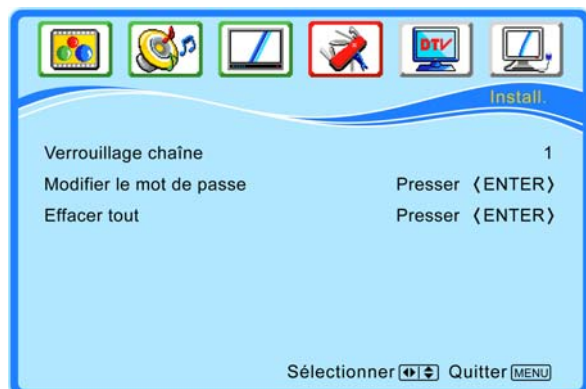 DTV
Install.
Verrouillage chaîne 1
Modifier le mot de passe Presser 〈ENTER〉
Effacer tout Presser 〈ENTER〉
Sélectionner Quitter MENU